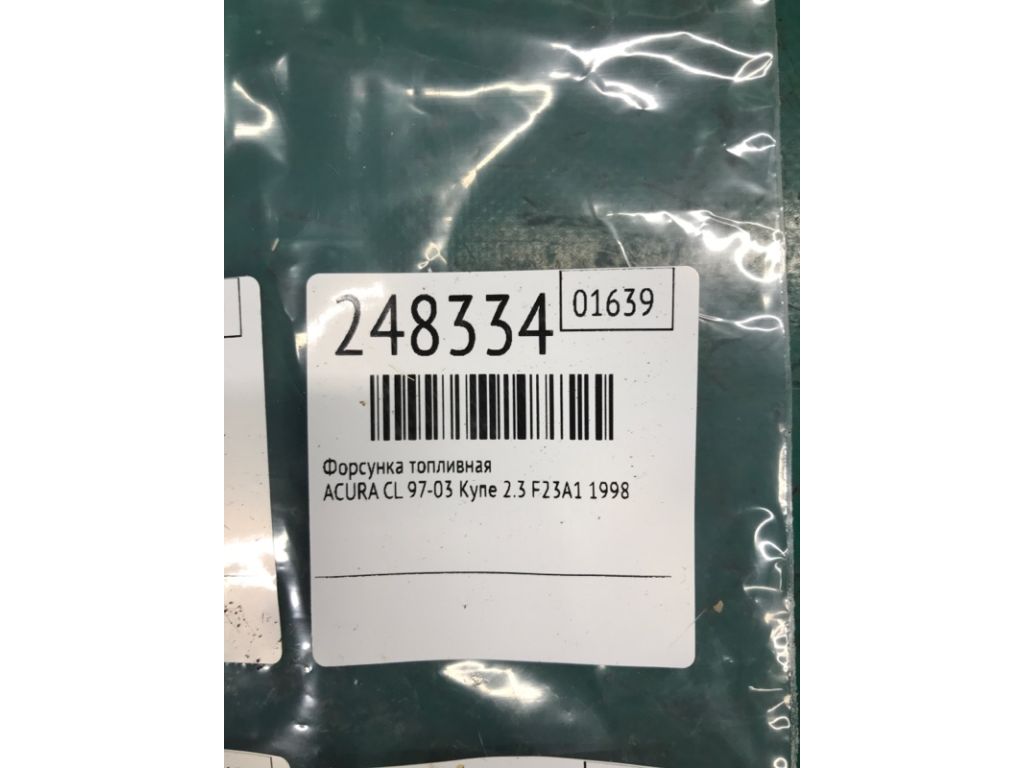 248334
01639
Форсунка топливная
ACURA CL 97-03 Купе 2.3 F23A1 1998